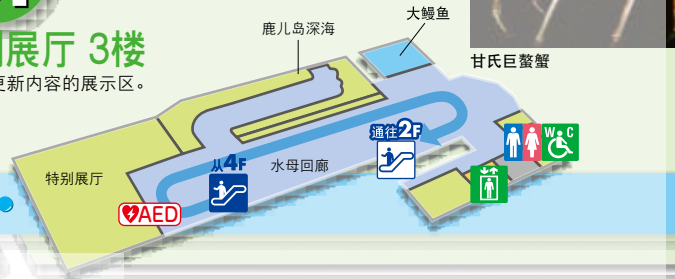 展厅 3楼
更新内容的展示区。
大鳗鱼
鹿儿岛深海
甘氏巨螯蟹
通往2F
WC
从4F
水母回廊
特别展厅
AED